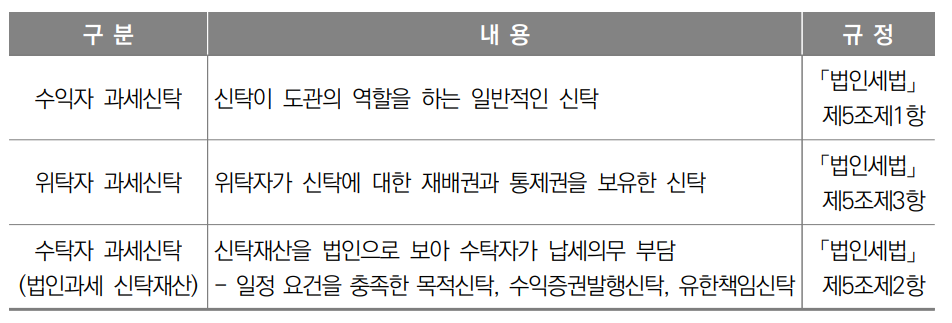 구 분 내 용 규 정
수익자 과세신탁 신탁이 도관의 역할을 하는 일반적인 신탁 「법인세법」 제5조제1항
위탁자 과세신탁 위탁자가 신탁에 대한 재배권과 통제권을 보유한 신탁 「법인세법」 제5조제3항
수탁자 과세신탁 신탁재산을 법인으로 보아 수탁자가 납세의무 부담 「법인세법」
(법인과세 신탁재산) - 일정 요건을 충족한 목적신탁, 수익증권발행신탁, 유한책임신탁 제5조제2항